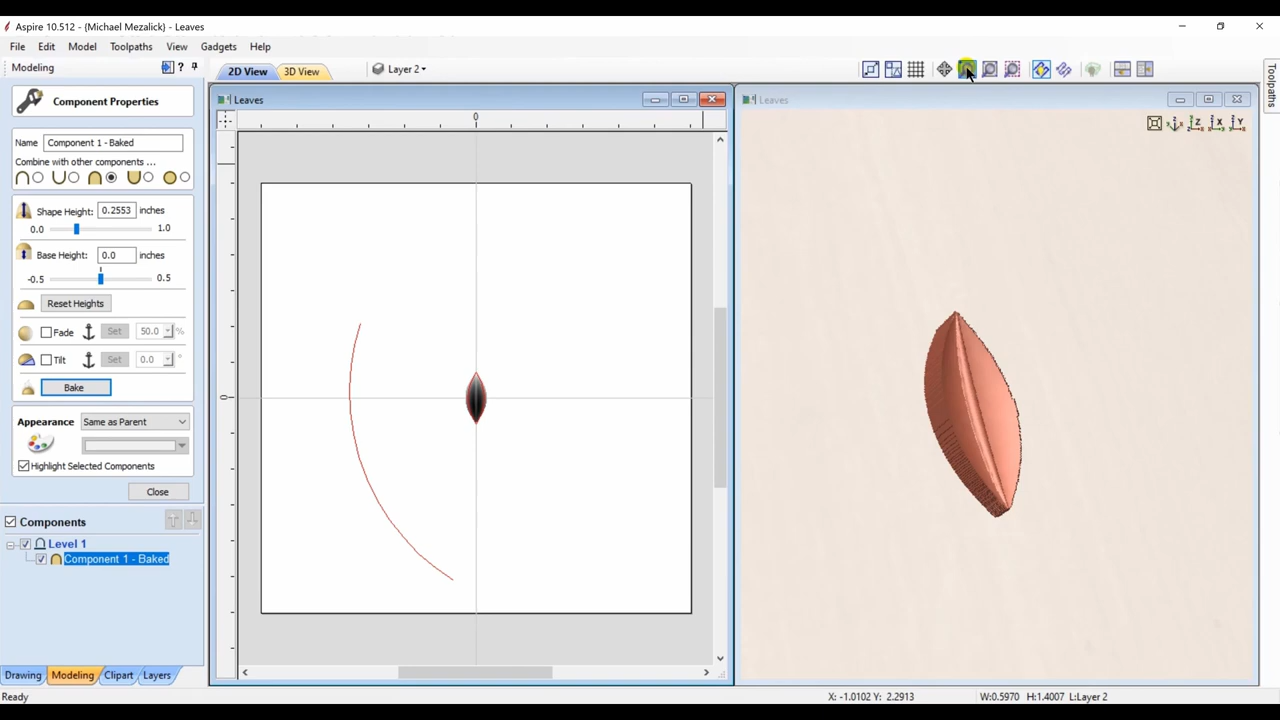 Aspire 10.512 - {Michael Mezalick} - Leaves
File Edit Model Toolpaths View Gadgets Help
Modeling ? 2D View 3D View Layer 2
Component Properties
Leaves
Leaves
Toolpaths
0
Z X Y
Name Component 1 - Baked
Combine with other components ...
Shape Height: 0.2553 inches
0.0 1.0
Base Height: 0.0 inches
-0.5 0.5
Reset Heights
Fade Set 50.0 %
Tilt Set 0.0 °
Bake
0
Appearance Same as Parent
Highlight Selected Components
Close
Components
Level 1
Component 1 - Baked
Drawing Modeling Clipart Layers
Ready X: -1.0102 Y: 2.2913 W:0.5970 H:1.4007 L:Layer 2